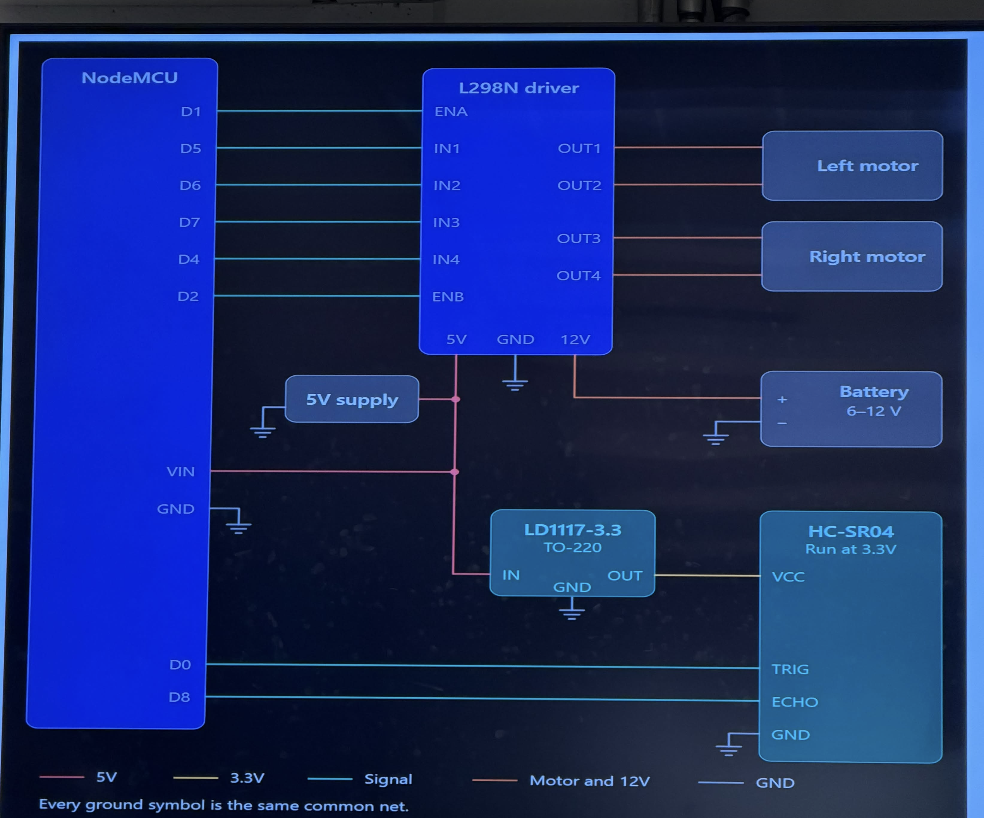 NodeMCU
D1
D5
D6
D7
D4
D2
VIN
GND
D0
D8
L298N driver
ENA
IN1
IN2
IN3
IN4
ENB
OUT1
OUT2
OUT3
OUT4
5V GND 12V
Left motor
Right motor
5V supply
Battery
6–12 V
+
−
LD1117-3.3
TO-220
IN OUT
GND
HC-SR04
Run at 3.3V
VCC
TRIG
ECHO
GND
5V 3.3V Signal Motor and 12V GND
Every ground symbol is the same common net.